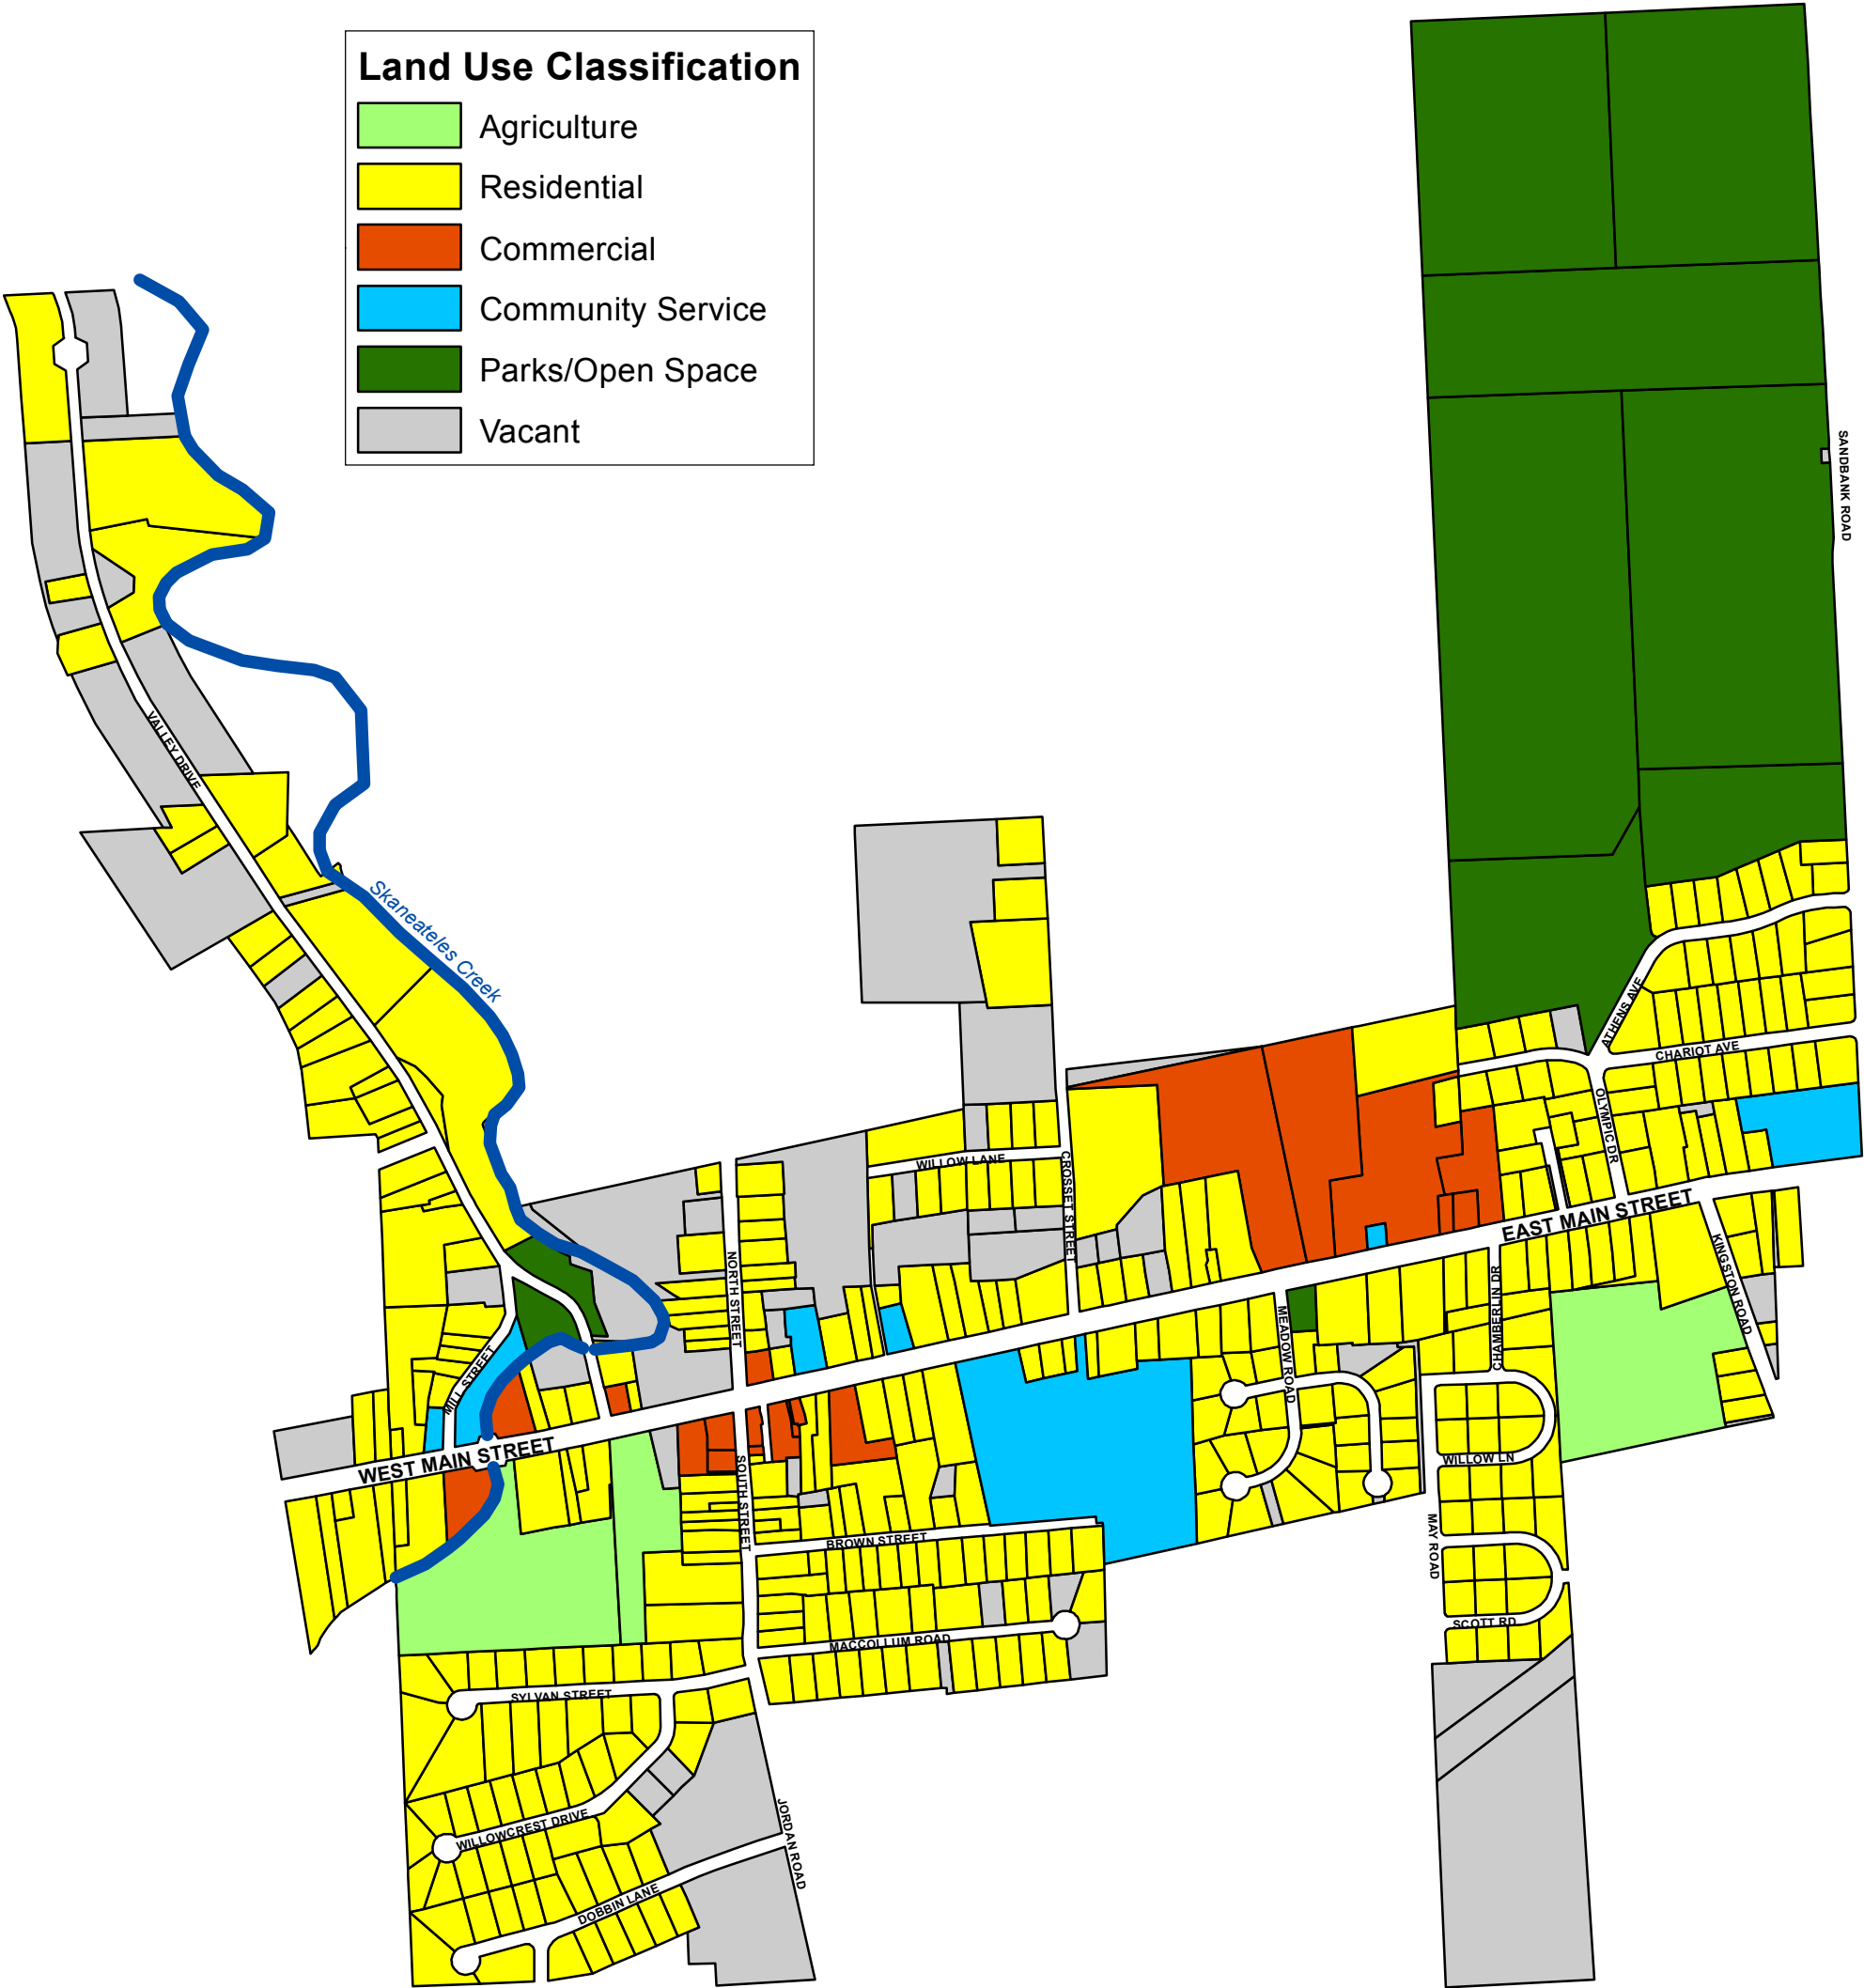 Land Use Classification
Agriculture
Residential
Commercial
Community Service
Parks/Open Space
Vacant
SANDBANK ROAD
VALLEY DRIVE
Skaneateles Creek
ATHENS AVE
CHARIOT AVE
OLYMPIC DR
WILLOW LANE
CROSSET STREET
EAST MAIN STREET
KINGSTON ROAD
NORTH STREET
CHAMBERLIN DR
MEADOW ROAD
MILL STREET
WEST MAIN STREET
WILLOW LN
SOUTH STREET
BROWN STREET
MAY ROAD
SCOTT RD
MACCOLLUM ROAD
SYLVAN STREET
WILLOWCREST DRIVE
JORDAN ROAD
DOBBIN LANE